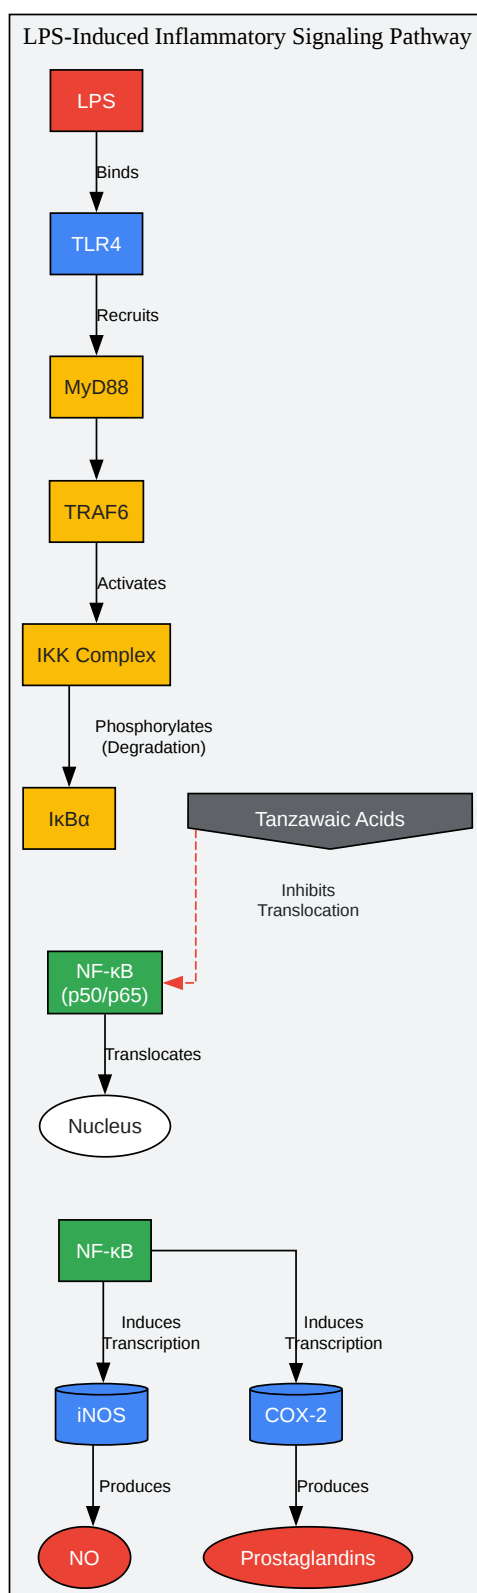 LPS-Induced Inflammatory Signaling Pathway
LPS
Binds
TLR4
Recruits
MyD88
TRAF6
Activates
IKK Complex
Phosphorylates
(Degradation)
IκBα
Tanzawaic Acids
Inhibits
Translocation
NF-κB
(p50/p65)
Translocates
Nucleus
NF-κB
Induces
Transcription
Induces
Transcription
iNOS
COX-2
Produces
Produces
NO
Prostaglandins